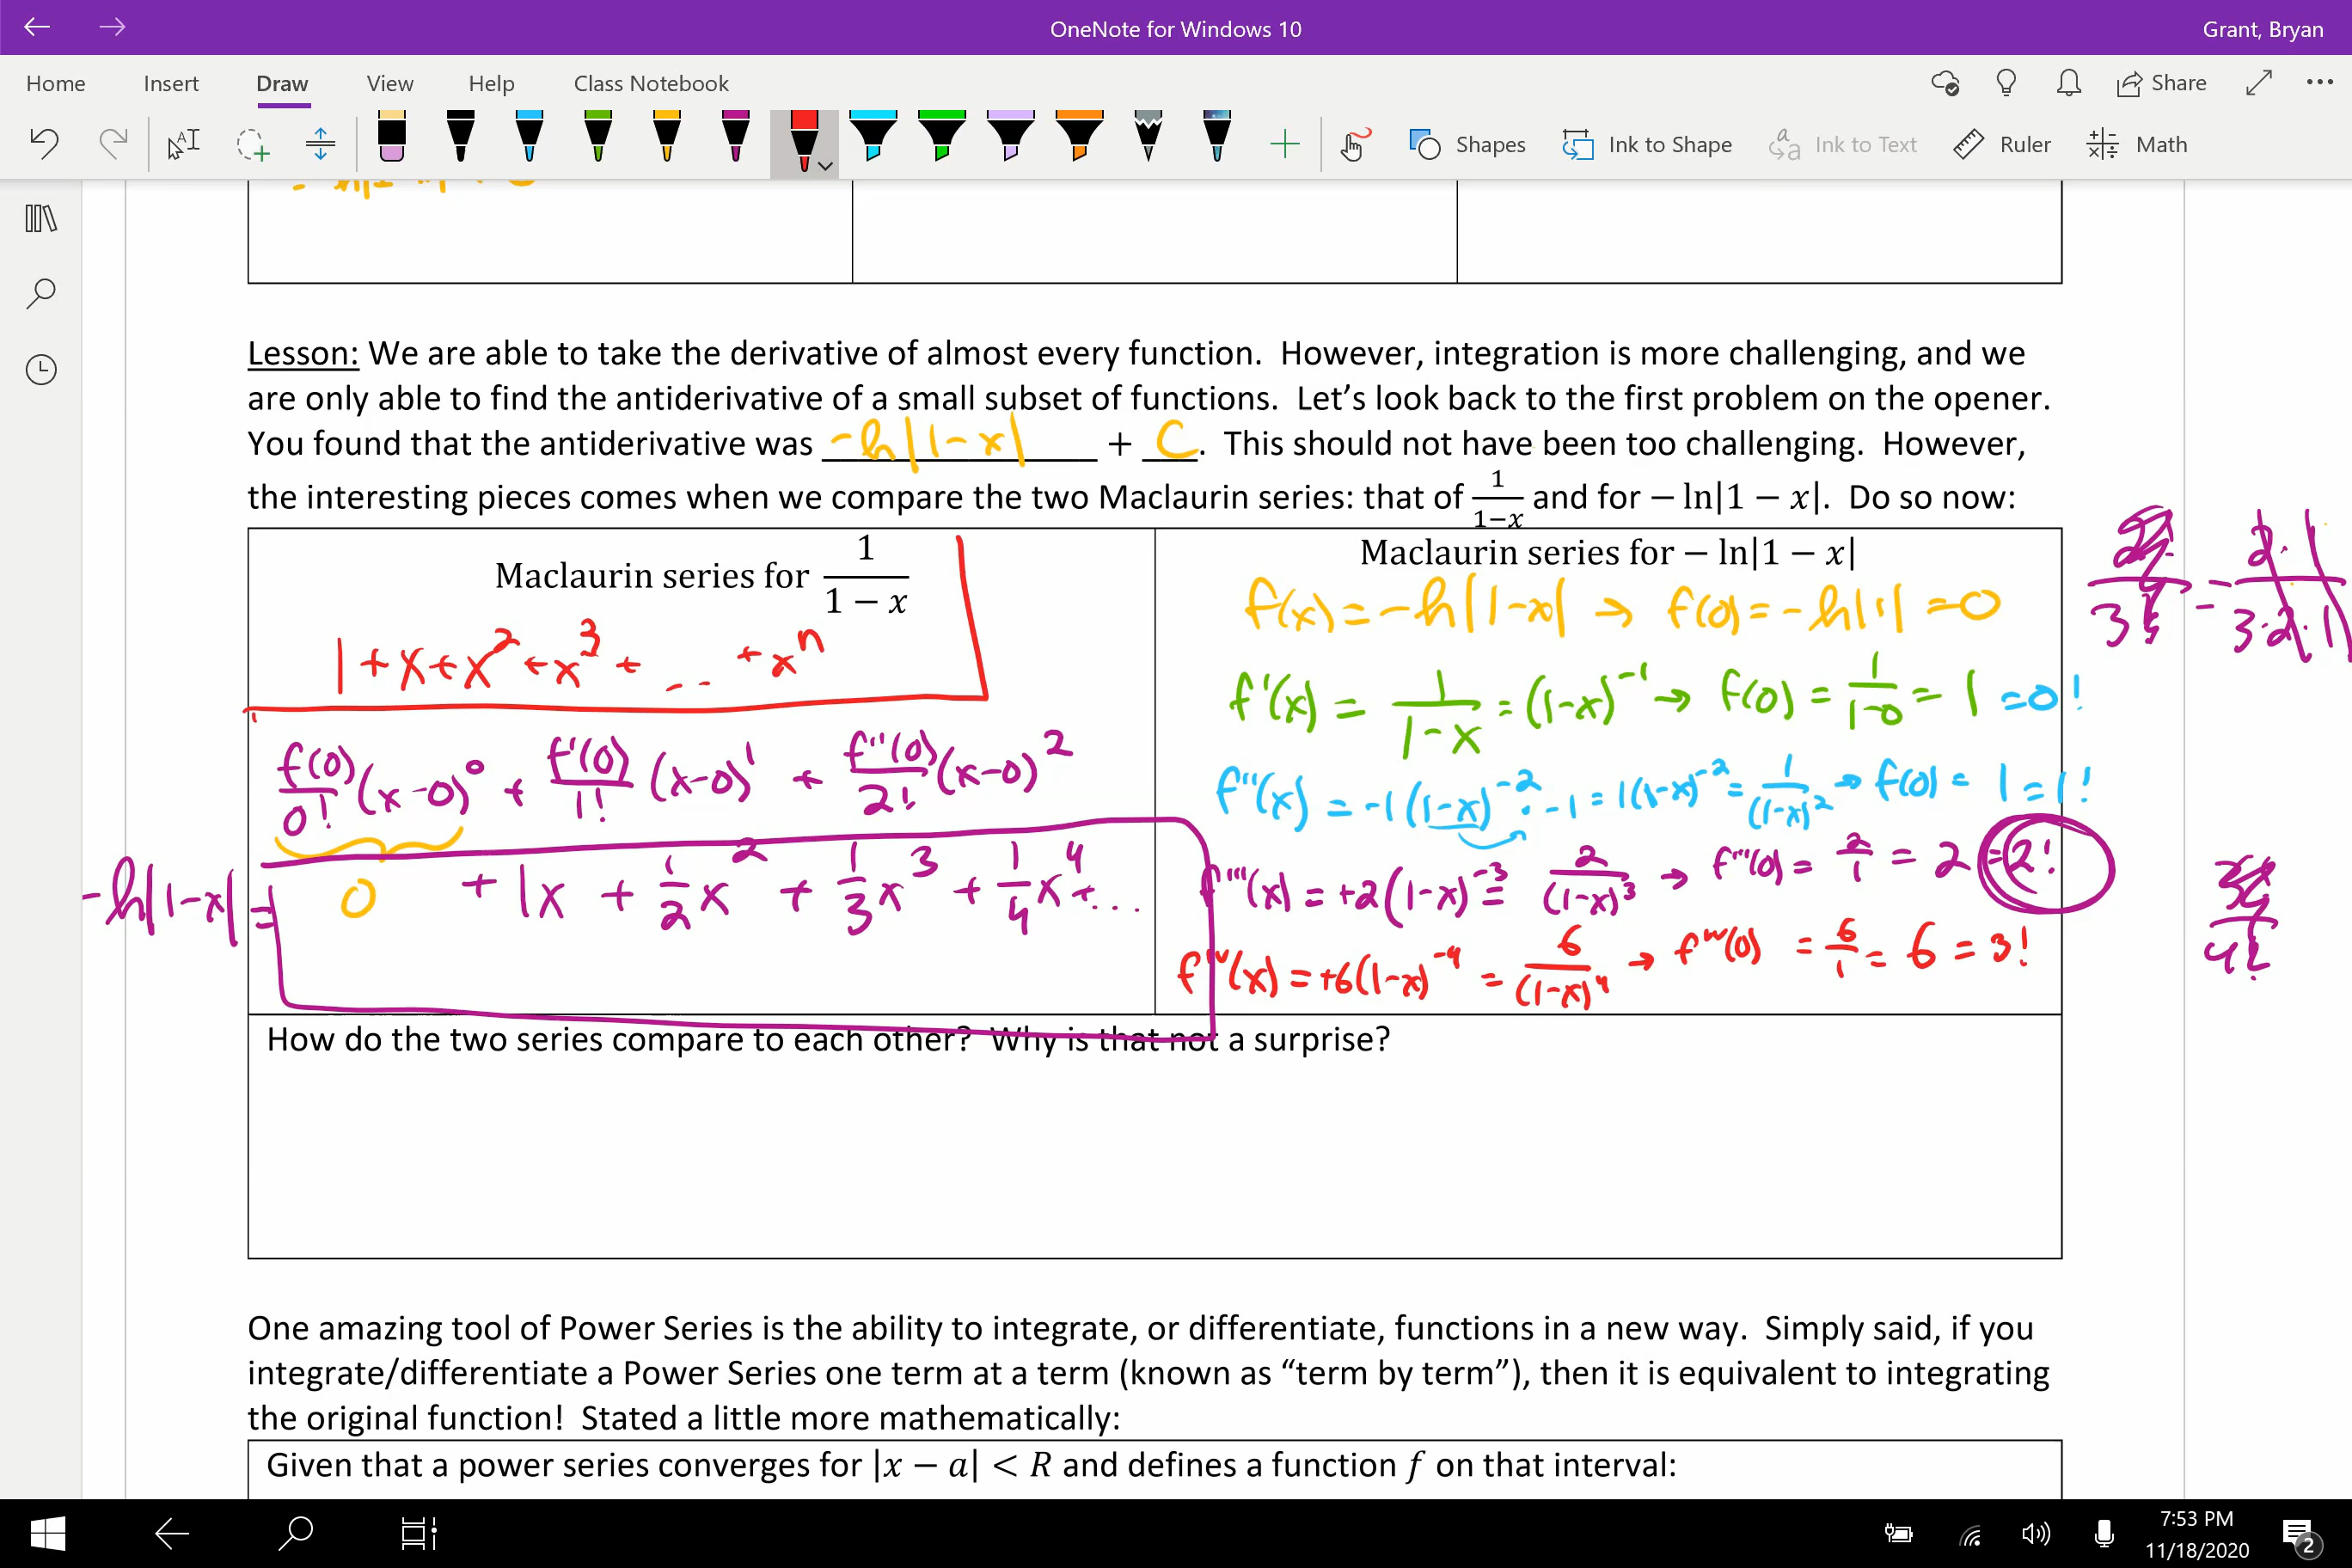 OneNote for Windows 10
Grant, Bryan
Home Insert Draw View Help Class Notebook
Share
Shapes Ink to Shape Ink to Text Ruler Math
Lesson: We are able to take the derivative of almost every function. However, integration is more challenging, and we
are only able to find the antiderivative of a small subset of functions. Let's look back to the first problem on the opener.
You found that the antiderivative was -ln|1-x| + C. This should not have been too challenging. However,
the interesting pieces comes when we compare the two Maclaurin series: that of 1/(1−x) and for − ln|1 − x|. Do so now:
Maclaurin series for 1/(1 − x)
1+x+x²+x³+ ... +xⁿ
f(0)/0! (x-0)⁰ + f'(0)/1! (x-0)¹ + f''(0)/2! (x-0)²
-ln|1-x| = 0 + 1x + 1/2 x² + 1/3 x³ + 1/4 x⁴ + ...
Maclaurin series for − ln|1 − x|
f(x) = -ln|1-x| → f(0) = -ln|1| = 0
f'(x) = 1/(1-x) = (1-x)⁻¹ → f(0) = 1/(1-0) = 1 = 0!
f''(x) = -1(1-x)⁻² · -1 = 1(1-x)⁻² = 1/(1-x)² → f(0) = 1 = 1!
f'''(x) = +2(1-x)⁻³ = 2/(1-x)³ → f'''(0) = 2/1 = 2 = 2!
f⁗(x) = +6(1-x)⁻⁴ = 6/(1-x)⁴ → f⁗(0) = 6/1 = 6 = 3!
2!/3! = 2·1/3·2·1
3!/4!
How do the two series compare to each other? Why is that not a surprise?
One amazing tool of Power Series is the ability to integrate, or differentiate, functions in a new way. Simply said, if you
integrate/differentiate a Power Series one term at a term (known as "term by term"), then it is equivalent to integrating
the original function! Stated a little more mathematically:
Given that a power series converges for |x − a| < R and defines a function f on that interval:
7:53 PM
11/18/2020
2